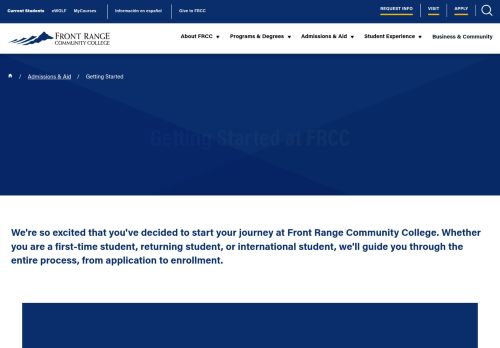 Current Students eWOLF MyCourses Información en español Give to FRCC REQUEST INFO VISIT APPLY
FRONT RANGE
COMMUNITY COLLEGE
About FRCC Programs & Degrees Admissions & Aid Student Experience Business & Community
/ Admissions & Aid / Getting Started
Getting Started at FRCC
We're so excited that you've decided to start your journey at Front Range Community College. Whether
you are a first-time student, returning student, or international student, we'll guide you through the
entire process, from application to enrollment.